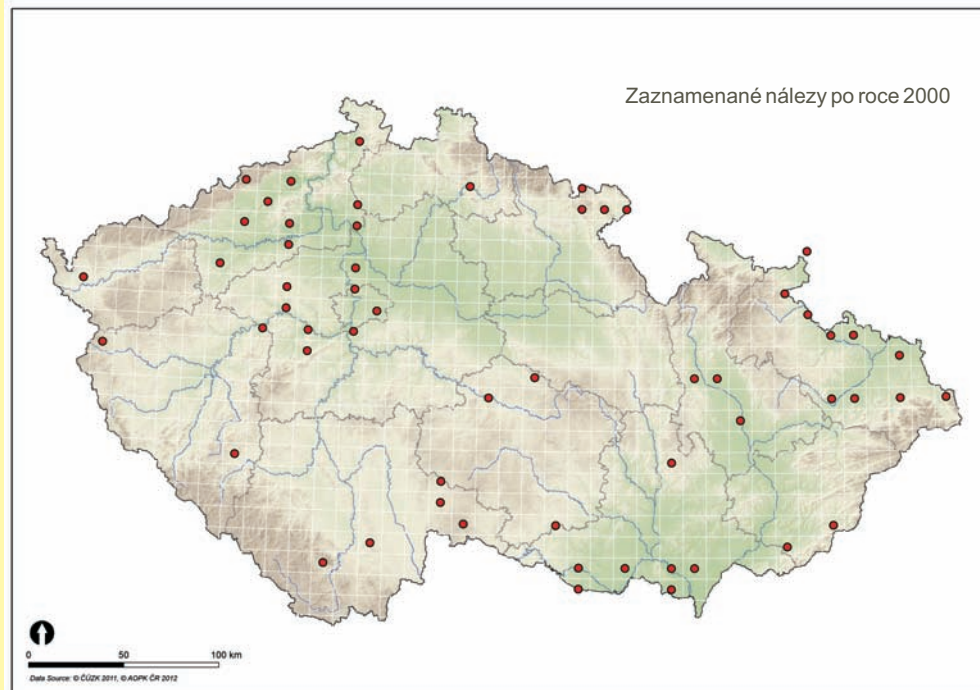 Zaznamenané nálezy po roce 2000
0 50 100 km
Data Source: © ČÚZK 2011, © AOPK ČR 2012